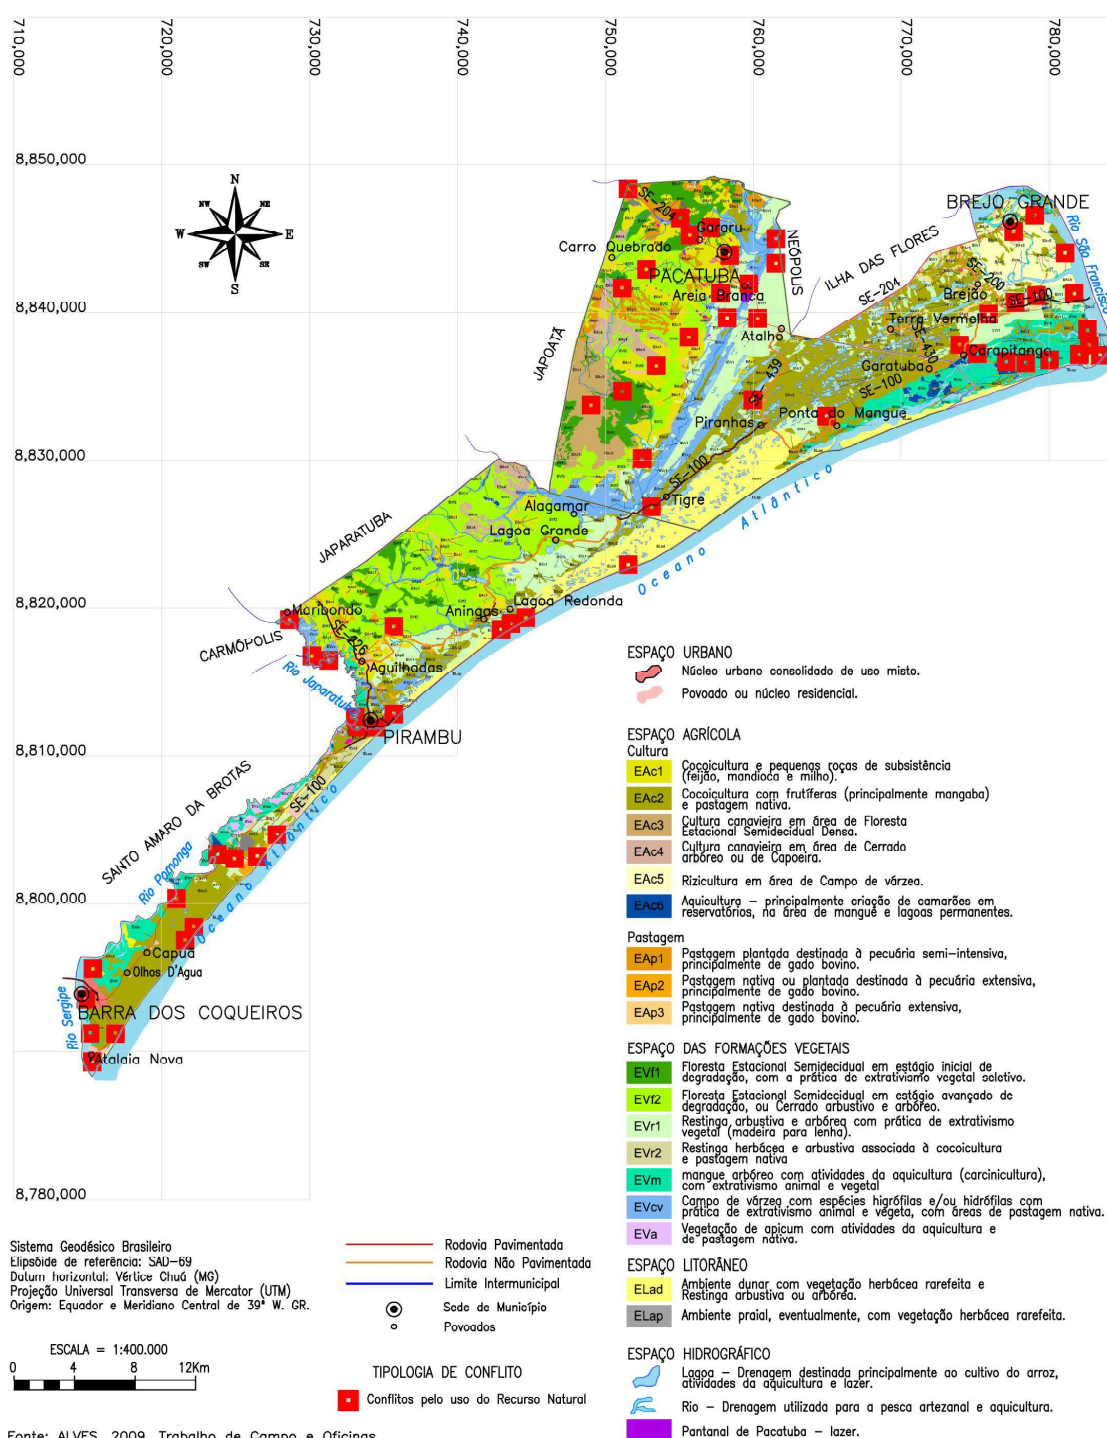 710,000
720,000
730,000
740,000
750,000
760,000
770,000
780,000
8,850,000
8,840,000
8,830,000
8,820,000
8,810,000
8,800,000
8,780,000
N
NE
E
SE
S
SW
W
NW
SE-204
Gararu
Carro Quebrado
PACATUBA
Areia Branca
NEÓPOLIS
Atalho
JAPOATÃ
ILHA DAS FLORES
SE-204
BREJO GRANDE
Rio São Francisco
SE-200
Brejão
SE-100
Terra Vermelha
SE-430
Carapitanga
Garatuba
SE-100
SE-439
Ponta do Mangue
Piranhas
SE-100
Tigre
Oceano Atlântico
Alagamar
Lagoa Grande
JAPARATUBA
Lagoa Redonda
Aningas
Maribondo
CARMÓPOLIS
SE-226
Aguilhadas
Rio Japaratuba
PIRAMBU
SE-100
Oceano Atlântico
SANTO AMARO DA BROTAS
Rio Pomonga
Capuã
Olhos D'Agua
BARRA DOS COQUEIROS
Rio Sergipe
Atalaia Nova
ESPAÇO URBANO
Núcleo urbano consolidado de uso misto.
Povoado ou núcleo residencial.
ESPAÇO AGRÍCOLA
Cultura
EAc1 Cocoicultura e pequenas roças de subsistência
(feijão, mandioca e milho).
EAc2 Cocoicultura com frutíferas (principalmente mangaba)
e pastagem nativa.
EAc3 Cultura canavieira em área de Floresta
Estacional Semidecidual Densa.
EAc4 Cultura canavieira em área de Cerrado
arbóreo ou de Capoeira.
EAc5 Rizicultura em área de Campo de várzea.
EAc6 Aquicultura – principalmente criação de camarões em
reservatórios, na área de mangue e lagoas permanentes.
Pastagem
EAp1 Pastagem plantada destinada à pecuária semi-intensiva,
principalmente de gado bovino.
EAp2 Pastagem nativa ou plantada destinada à pecuária extensiva,
principalmente de gado bovino.
EAp3 Pastagem nativa destinada à pecuária extensiva,
principalmente de gado bovino.
ESPAÇO DAS FORMAÇÕES VEGETAIS
EVf1 Floresta Estacional Semidecidual em estágio inicial de
degradação, com a prática de extrativismo vegetal seletivo.
EVf2 Floresta Estacional Semidecidual em estágio avançado de
degradação, ou Cerrado arbustivo e arbóreo.
EVr1 Restinga arbustiva e arbórea com prática de extrativismo
vegetal (madeira para lenha).
EVr2 Restinga herbácea e arbustiva associada à cocoicultura
e pastagem nativa
EVm mangue arbóreo com atividades da aquicultura (carcinicultura),
com extrativismo animal e vegetal
EVcv Campo de várzea com espécies higrófilas e/ou hidrófilas com
prática de extrativismo animal e vegeta, com áreas de pastagem nativa.
EVa Vegetação de apicum com atividades da aquicultura e
de pastagem nativa.
ESPAÇO LITORÂNEO
ELad Ambiente dunar com vegetação herbácea rarefeita e
Restinga arbustiva ou arbórea.
ELap Ambiente praial, eventualmente, com vegetação herbácea rarefeita.
ESPAÇO HIDROGRÁFICO
Lagoa – Drenagem destinada principalmente ao cultivo do arroz,
atividades da aquicultura e lazer.
Rio – Drenagem utilizada para a pesca artezanal e aquicultura.
Pantanal de Pacatuba – lazer.
Sistema Geodésico Brasileiro
Elipsóide de referência: SAD-69
Datum horizontal: Vértice Chuá (MG)
Projeção Universal Transversa de Mercator (UTM)
Origem: Equador e Meridiano Central de 39° W. GR.
ESCALA = 1:400.000
0 4 8 12Km
Rodovia Pavimentada
Rodovia Não Pavimentada
Limite Intermunicipal
Sede de Município
Povoados
TIPOLOGIA DE CONFLITO
Conflitos pelo uso do Recurso Natural
Fonte: ALVES, 2009. Trabalho de Campo e Oficinas